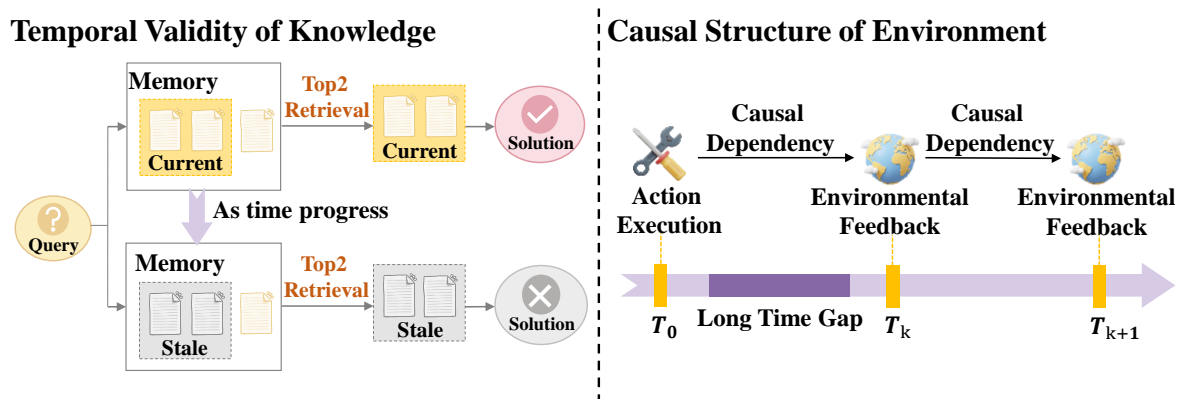 Temporal Validity of Knowledge
Memory
Current
Top2
Retrieval
Current
Solution
?
Query
As time progress
Memory
Stale
Top2
Retrieval
Stale
Solution
Causal Structure of Environment
Causal
Dependency
Causal
Dependency
Action
Execution
Environmental
Feedback
Environmental
Feedback
T₀
Long Time Gap
Tₖ
Tₖ₊₁